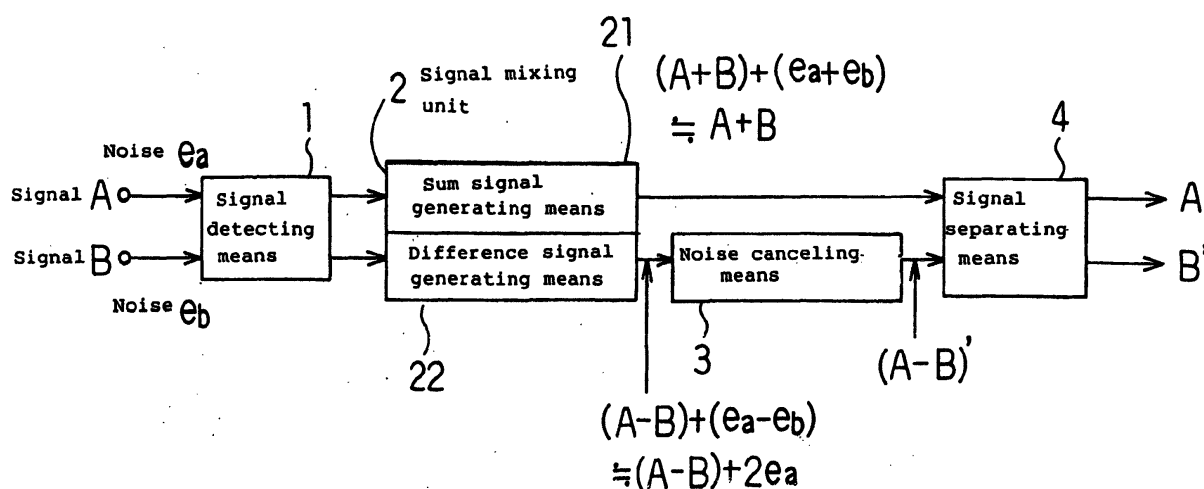 21
2 Signal mixing
unit
(A+B)+(ea+eb)
≒ A+B
1
4
Noise ea
Signal A
Signal B
Noise eb
Signal
detecting
means
Sum signal
generating means
Difference signal
generating means
Noise canceling
means
Signal
separating
means
A
B'
22
3
(A-B)'
(A-B)+(ea-eb)
≒(A-B)+2ea